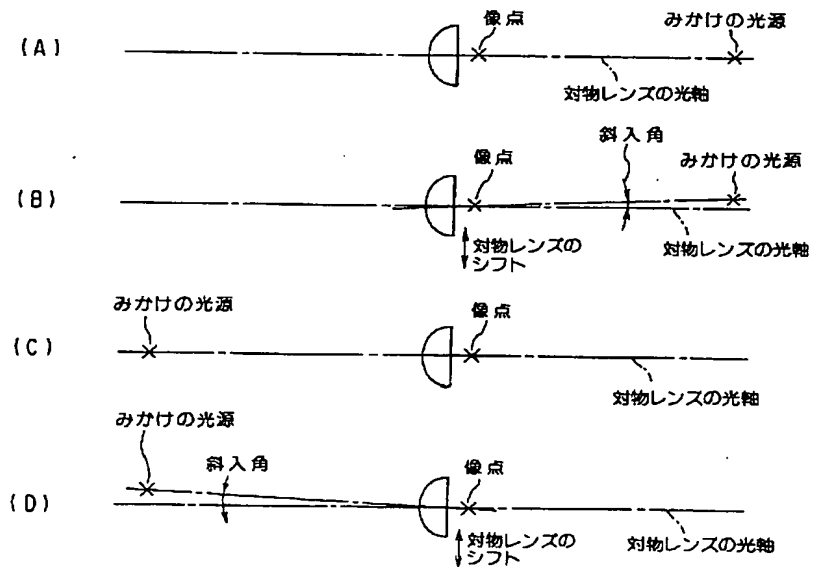 (A)
像点
みかけの光源
対物レンズの光軸
(B)
像点
斜入角
みかけの光源
対物レンズの
シフト
対物レンズの光軸
(C)
みかけの光源
像点
対物レンズの光軸
(D)
みかけの光源
斜入角
像点
対物レンズの
シフト
対物レンズの光軸